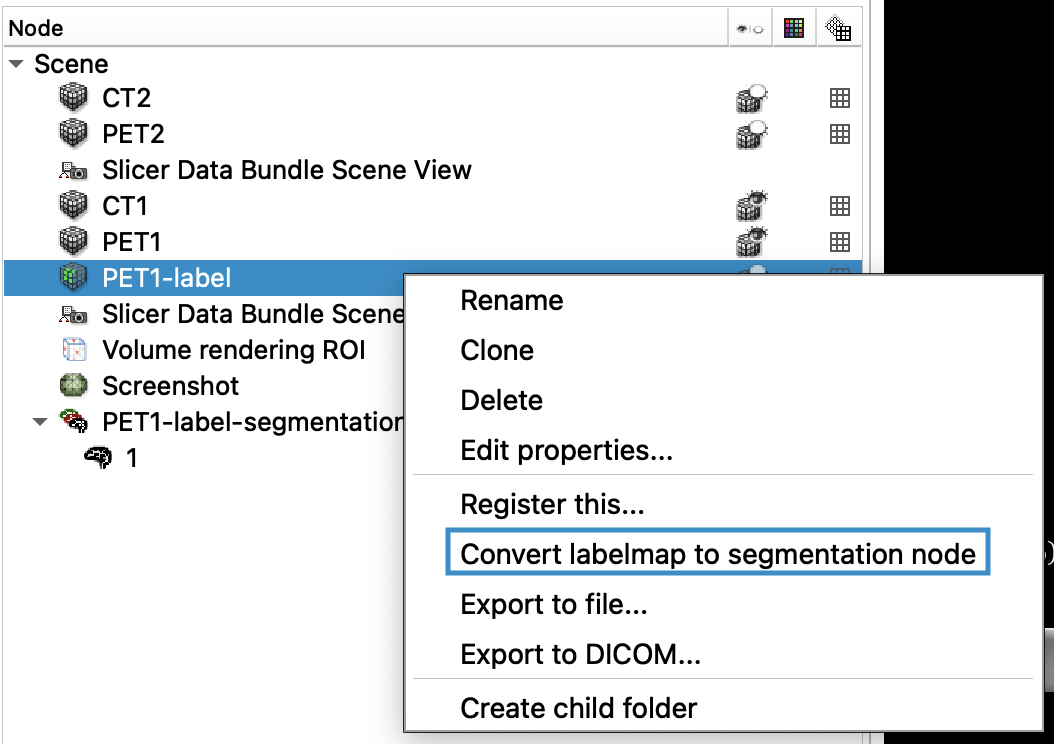 Node
Scene
CT2
PET2
Slicer Data Bundle Scene View
CT1
PET1
PET1-label
Slicer Data Bundle Scene
Volume rendering ROI
Screenshot
PET1-label-segmentation
1
Rename
Clone
Delete
Edit properties...
Register this...
Convert labelmap to segmentation node
Export to file...
Export to DICOM...
Create child folder